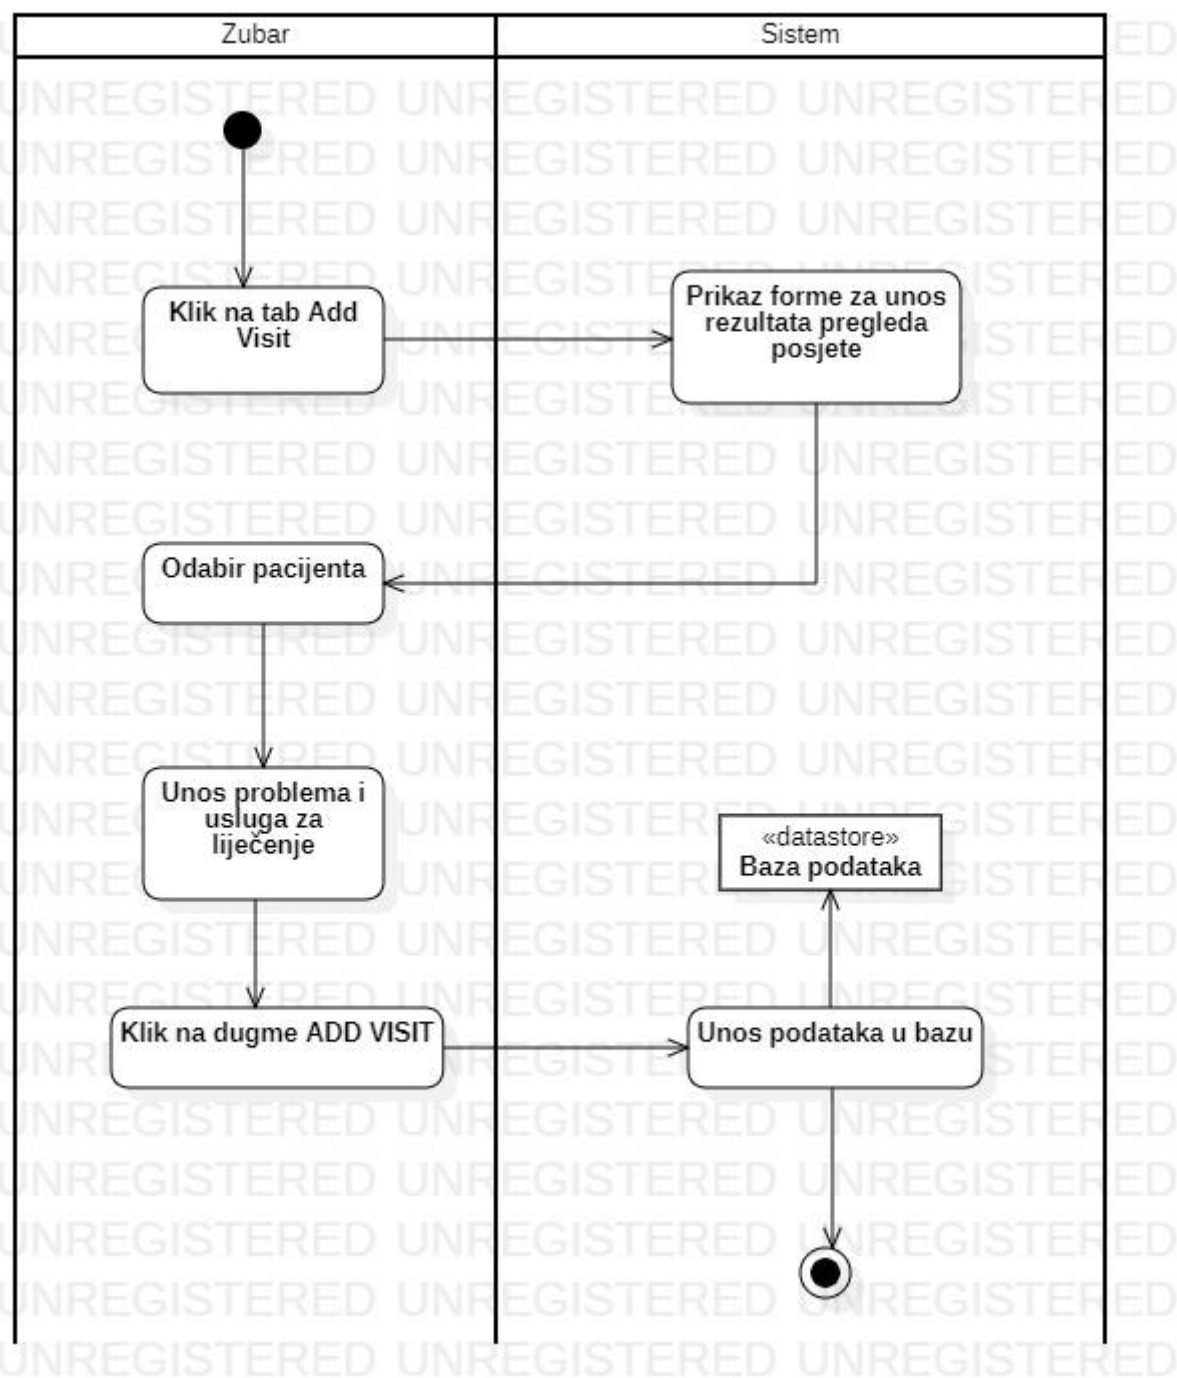 Zubar
Sistem
Klik na tab Add
Visit
Prikaz forme za unos
rezultata pregleda
posjete
Odabir pacijenta
Unos problema i
usluga za
liječenje
«datastore»
Baza podataka
Klik na dugme ADD VISIT
Unos podataka u bazu
UNREGISTERED